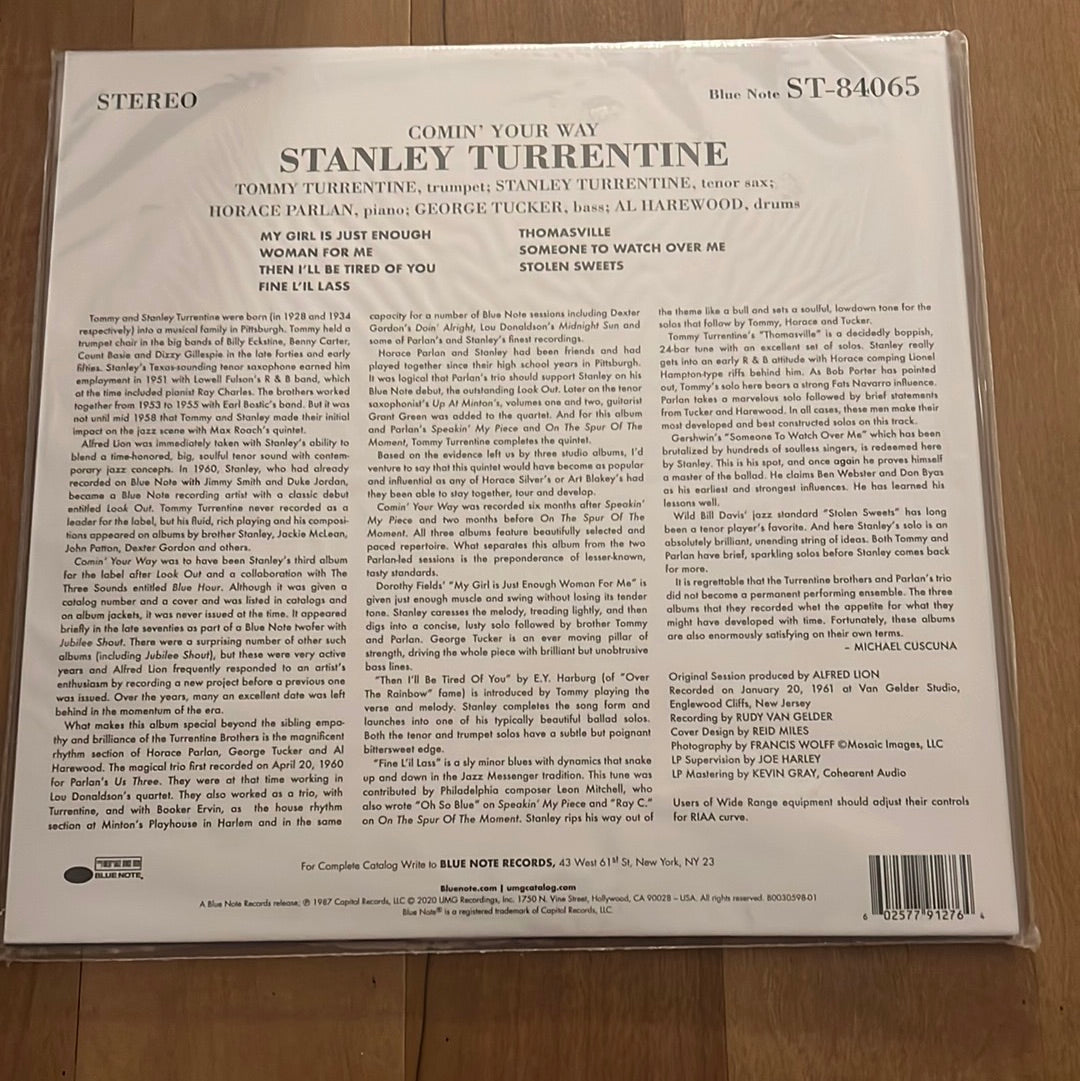 STEREO
Blue Note ST-84065
COMIN' YOUR WAY
STANLEY TURRENTINE
TOMMY TURRENTINE, trumpet; STANLEY TURRENTINE, tenor sax;
HORACE PARLAN, piano; GEORGE TUCKER, bass; AL HAREWOOD, drums
MY GIRL IS JUST ENOUGH
WOMAN FOR ME
THEN I'LL BE TIRED OF YOU
FINE L'IL LASS
THOMASVILLE
SOMEONE TO WATCH OVER ME
STOLEN SWEETS
Tommy and Stanley Turrentine were born (in 1928 and 1934
respectively) into a musical family in Pittsburgh. Tommy held a
trumpet chair in the big bands of Billy Eckstine, Benny Carter,
Count Basie and Dizzy Gillespie in the late forties and early
fifties. Stanley's Texas-sounding tenor saxophone earned him
employment in 1951 with Lowell Fulson's R & B band, which
at the time included pianist Ray Charles. The brothers worked
together from 1953 to 1955 with Earl Bostic's band. But it was
not until mid 1958 that Tommy and Stanley made their initial
impact on the jazz scene with Max Roach's quintet.
Alfred Lion was immediately taken with Stanley's ability to
blend a time-honored, big, soulful tenor sound with contem-
porary jazz concepts. In 1960, Stanley, who had already
recorded on Blue Note with Jimmy Smith and Duke Jordan,
became a Blue Note recording artist with a classic debut
entitled Look Out. Tommy Turrentine never recorded as a
leader for the label, but his fluid, rich playing and his composi-
tions appeared on albums by brother Stanley, Jackie McLean,
John Patton, Dexter Gordon and others.
Comin' Your Way was to have been Stanley's third album
for the label after Look Out and a collaboration with The
Three Sounds entitled Blue Hour. Although it was given a
catalog number and a cover and was listed in catalogs and
on album jackets, it was never issued at the time. It appeared
briefly in the late seventies as part of a Blue Note twofer with
Jubilee Shout. There were a surprising number of other such
albums (including Jubilee Shout), but these were very active
years and Alfred Lion frequently responded to an artist's
enthusiasm by recording a new project before a previous one
was issued. Over the years, many an excellent date was left
behind in the momentum of the era.
What makes this album special beyond the sibling empa-
thy and brilliance of the Turrentine Brothers is the magnificent
rhythm section of Horace Parlan, George Tucker and Al
Harewood. The magical trio first recorded on April 20, 1960
for Parlan's Us Three. They were at that time working in
Lou Donaldson's quartet. They also worked as a trio, with
Turrentine, and with Booker Ervin, as the house rhythm
section at Minton's Playhouse in Harlem and in the same
capacity for a number of Blue Note sessions including Dexter
Gordon's Doin' Alright, Lou Donaldson's Midnight Sun and
some of Parlan's and Stanley's finest recordings.
Horace Parlan and Stanley had been friends and had
played together since their high school years in Pittsburgh.
It was logical that Parlan's trio should support Stanley on his
Blue Note debut, the outstanding Look Out. Later on the tenor
saxophonist's Up At Minton's, volumes one and two, guitarist
Grant Green was added to the quartet. And for this album
and Parlan's Speakin' My Piece and On The Spur Of The
Moment, Tommy Turrentine completes the quintet.
Based on the evidence left us by three studio albums, I'd
venture to say that this quintet would have become as popular
and influential as any of Horace Silver's or Art Blakey's had
they been able to stay together, tour and develop.
Comin' Your Way was recorded six months after Speakin'
My Piece and two months before On The Spur Of The
Moment. All three albums feature beautifully selected and
paced repertoire. What separates this album from the two
Parlan-led sessions is the preponderance of lesser-known,
tasty standards.
Dorothy Fields' "My Girl is Just Enough Woman For Me" is
given just enough muscle and swing without losing its tender
tone. Stanley caresses the melody, treading lightly, and then
digs into a concise, lusty solo followed by brother Tommy
and Parlan. George Tucker is an ever moving pillar of
strength, driving the whole piece with brilliant but unobtrusive
bass lines.
"Then I'll Be Tired Of You" by E.Y. Harburg (of "Over
The Rainbow" fame) is introduced by Tommy playing the
verse and melody. Stanley completes the song form and
launches into one of his typically beautiful ballad solos.
Both the tenor and trumpet solos have a subtle but poignant
bittersweet edge.
"Fine L'il Lass" is a sly minor blues with dynamics that snake
up and down in the Jazz Messenger tradition. This tune was
contributed by Philadelphia composer Leon Mitchell, who
also wrote "Oh So Blue" on Speakin' My Piece and "Ray C."
on On The Spur Of The Moment. Stanley rips his way out of
the theme like a bull and sets a soulful, lowdown tone for the
solos that follow by Tommy, Horace and Tucker.
Tommy Turrentine's "Thomasville" is a decidedly boppish,
24-bar tune with an excellent set of solos. Stanley really
gets into an early R & B attitude with Horace comping Lionel
Hampton-type riffs behind him. As Bob Porter has pointed
out, Tommy's solo here bears a strong Fats Navarro influence.
Parlan takes a marvelous solo followed by brief statements
from Tucker and Harewood. In all cases, these men make their
most developed and best constructed solos on this track.
Gershwin's "Someone To Watch Over Me" which has been
brutalized by hundreds of soulless singers, is redeemed here
by Stanley. This is his spot, and once again he proves himself
a master of the ballad. He claims Ben Webster and Don Byas
as his earliest and strongest influences. He has learned his
lessons well.
Wild Bill Davis' jazz standard "Stolen Sweets" has long
been a tenor player's favorite. And here Stanley's solo is an
absolutely brilliant, unending string of ideas. Both Tommy and
Parlan have brief, sparkling solos before Stanley comes back
for more.
It is regrettable that the Turrentine brothers and Parlan's trio
did not become a permanent performing ensemble. The three
albums that they recorded whet the appetite for what they
might have developed with time. Fortunately, these albums
are also enormously satisfying on their own terms.
– MICHAEL CUSCUNA
Original Session produced by ALFRED LION
Recorded on January 20, 1961 at Van Gelder Studio,
Englewood Cliffs, New Jersey
Recording by RUDY VAN GELDER
Cover Design by REID MILES
Photography by FRANCIS WOLFF ©Mosaic Images, LLC
LP Supervision by JOE HARLEY
LP Mastering by KEVIN GRAY, Cohearent Audio
Users of Wide Range equipment should adjust their controls
for RIAA curve.
BLUE NOTE.
For Complete Catalog Write to BLUE NOTE RECORDS, 43 West 61st St, New York, NY 23
Bluenote.com | umgcatalog.com
A Blue Note Records release; ℗ 1987 Capitol Records, LLC © 2020 UMG Recordings, Inc. 1750 N. Vine Street, Hollywood, CA 90028 – USA. All rights reserved. B0030598-01
Blue Note® is a registered trademark of Capitol Records, LLC.
6 02577 91276 4